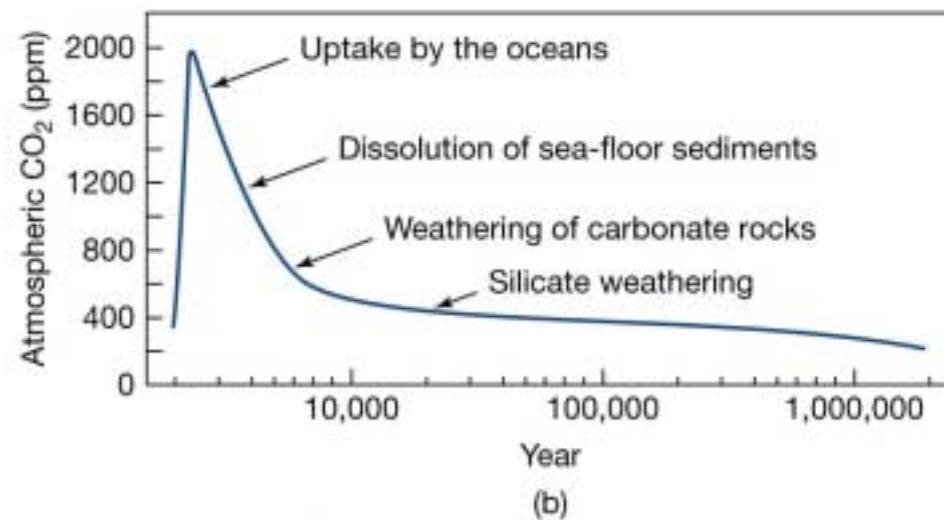 Atmospheric CO₂ (ppm)
2000
1600
1200
800
400
0
Uptake by the oceans
Dissolution of sea-floor sediments
Weathering of carbonate rocks
Silicate weathering
10,000
100,000
1,000,000
Year
(b)